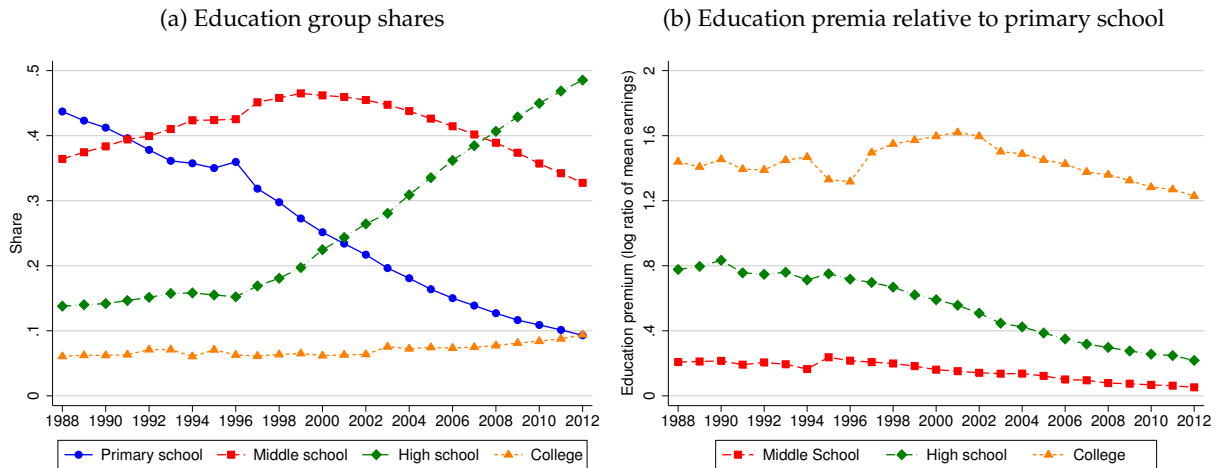 (a) Education group shares
Share
.5
.4
.3
.2
.1
0
1988 1990 1992 1994 1996 1998 2000 2002 2004 2006 2008 2010 2012
Primary school Middle school High school College
(b) Education premia relative to primary school
Education premium (log ratio of mean earnings)
2
1.6
1.2
.8
.4
0
1988 1990 1992 1994 1996 1998 2000 2002 2004 2006 2008 2010 2012
Middle School High school College